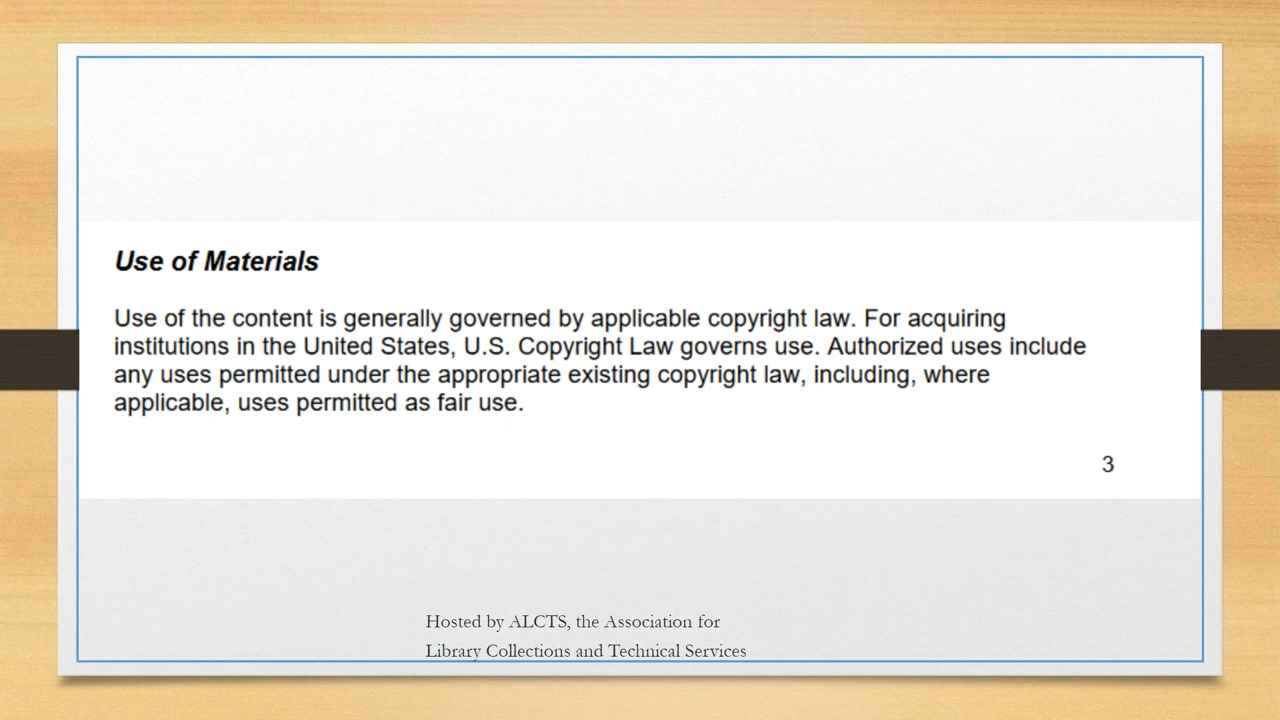 Use of Materials
Use of the content is generally governed by applicable copyright law. For acquiring
institutions in the United States, U.S. Copyright Law governs use. Authorized uses include
any uses permitted under the appropriate existing copyright law, including, where
applicable, uses permitted as fair use.
3
Hosted by ALCTS, the Association for
Library Collections and Technical Services